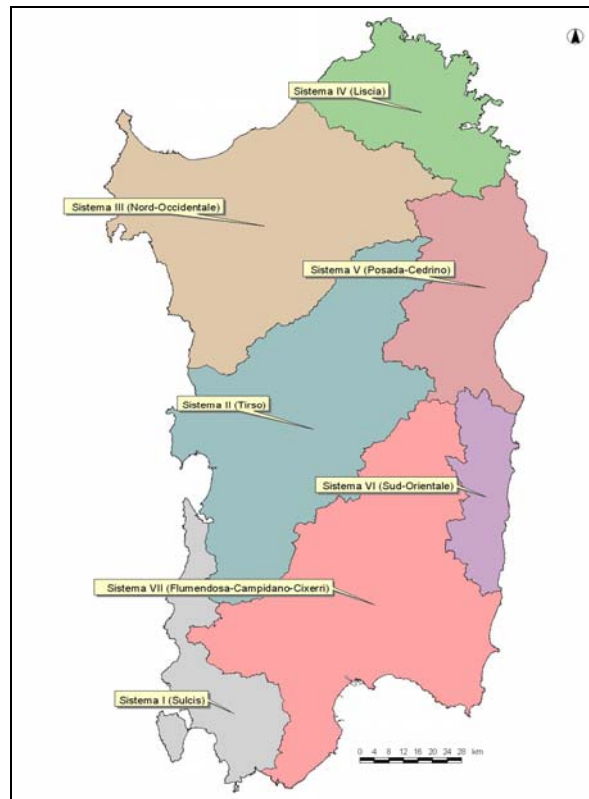 Sistema IV (Liscia)
Sistema III (Nord-Occidentale)
Sistema V (Posada-Cedrino)
Sistema II (Tirso)
Sistema VI (Sud-Orientale)
Sistema VII (Flumendosa-Campidano-Cixerri)
Sistema I (Sulcis)
0 4 8 12 16 20 24 28 km